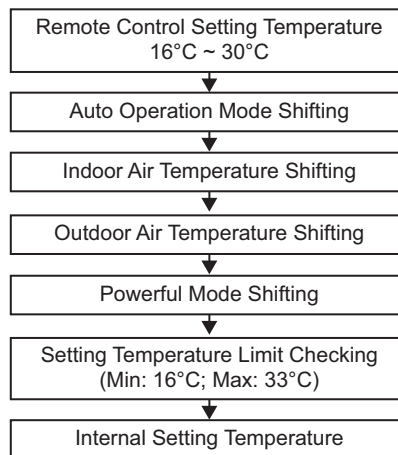 Remote Control Setting Temperature
16°C ~ 30°C
Auto Operation Mode Shifting
Indoor Air Temperature Shifting
Outdoor Air Temperature Shifting
Powerful Mode Shifting
Setting Temperature Limit Checking
(Min: 16°C; Max: 33°C)
Internal Setting Temperature